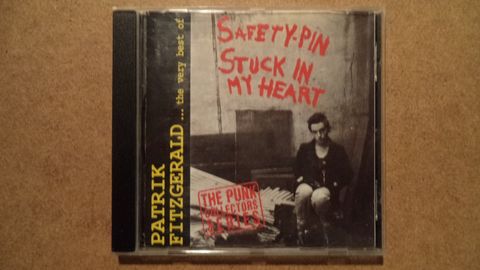 PATRIK
FITZGERALD ... the very best of
SAFETY-PIN
STUCK IN
MY HEART
THE PUNK
COLLECTORS
SERIES